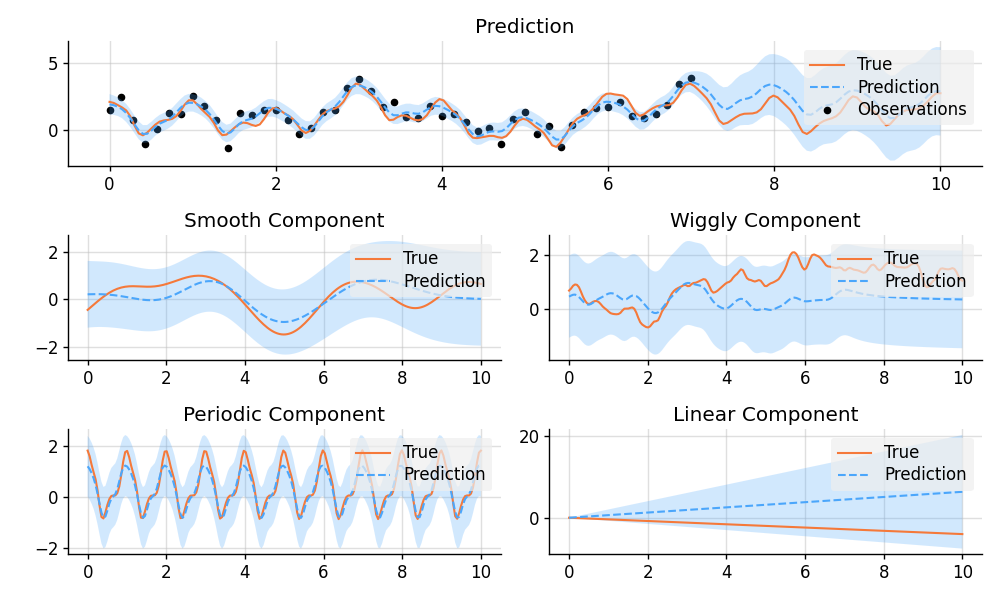 Prediction
True
Prediction
Observations
5
0
0 2 4 6 8 10
Smooth Component
True
Prediction
2
0
−2
0 2 4 6 8 10
Wiggly Component
True
Prediction
2
0
0 2 4 6 8 10
Periodic Component
True
Prediction
2
0
−2
0 2 4 6 8 10
Linear Component
True
Prediction
20
0
0 2 4 6 8 10